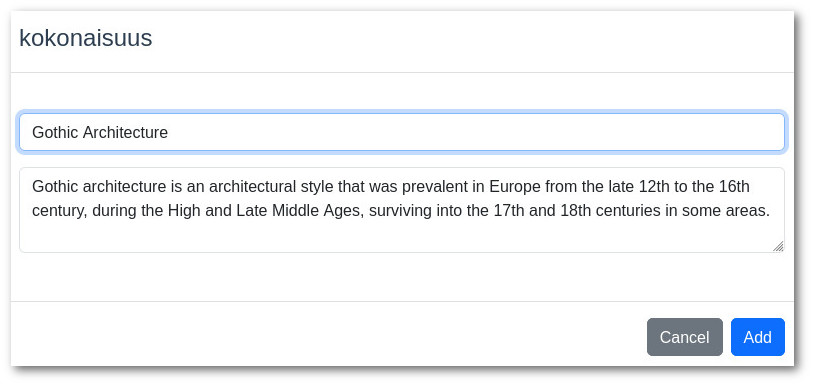 kokonaisuus
Gothic Architecture
Gothic architecture is an architectural style that was prevalent in Europe from the late 12th to the 16th
century, during the High and Late Middle Ages, surviving into the 17th and 18th centuries in some areas.
Cancel Add